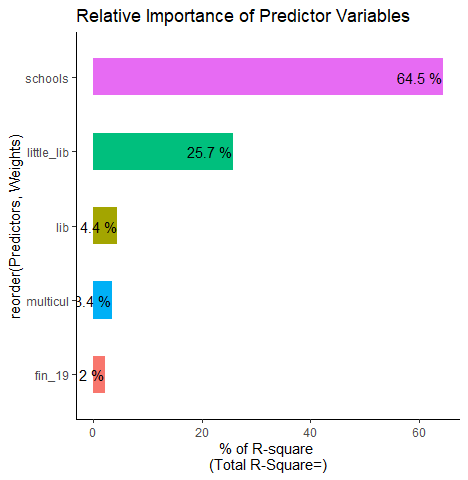 Relative Importance of Predictor Variables
reorder(Predictors, Weights)
schools
64.5 %
little_lib
25.7 %
lib
4.4 %
multicul
3.4 %
fin_19
2 %
0 20 40 60
% of R-square
(Total R-Square=)